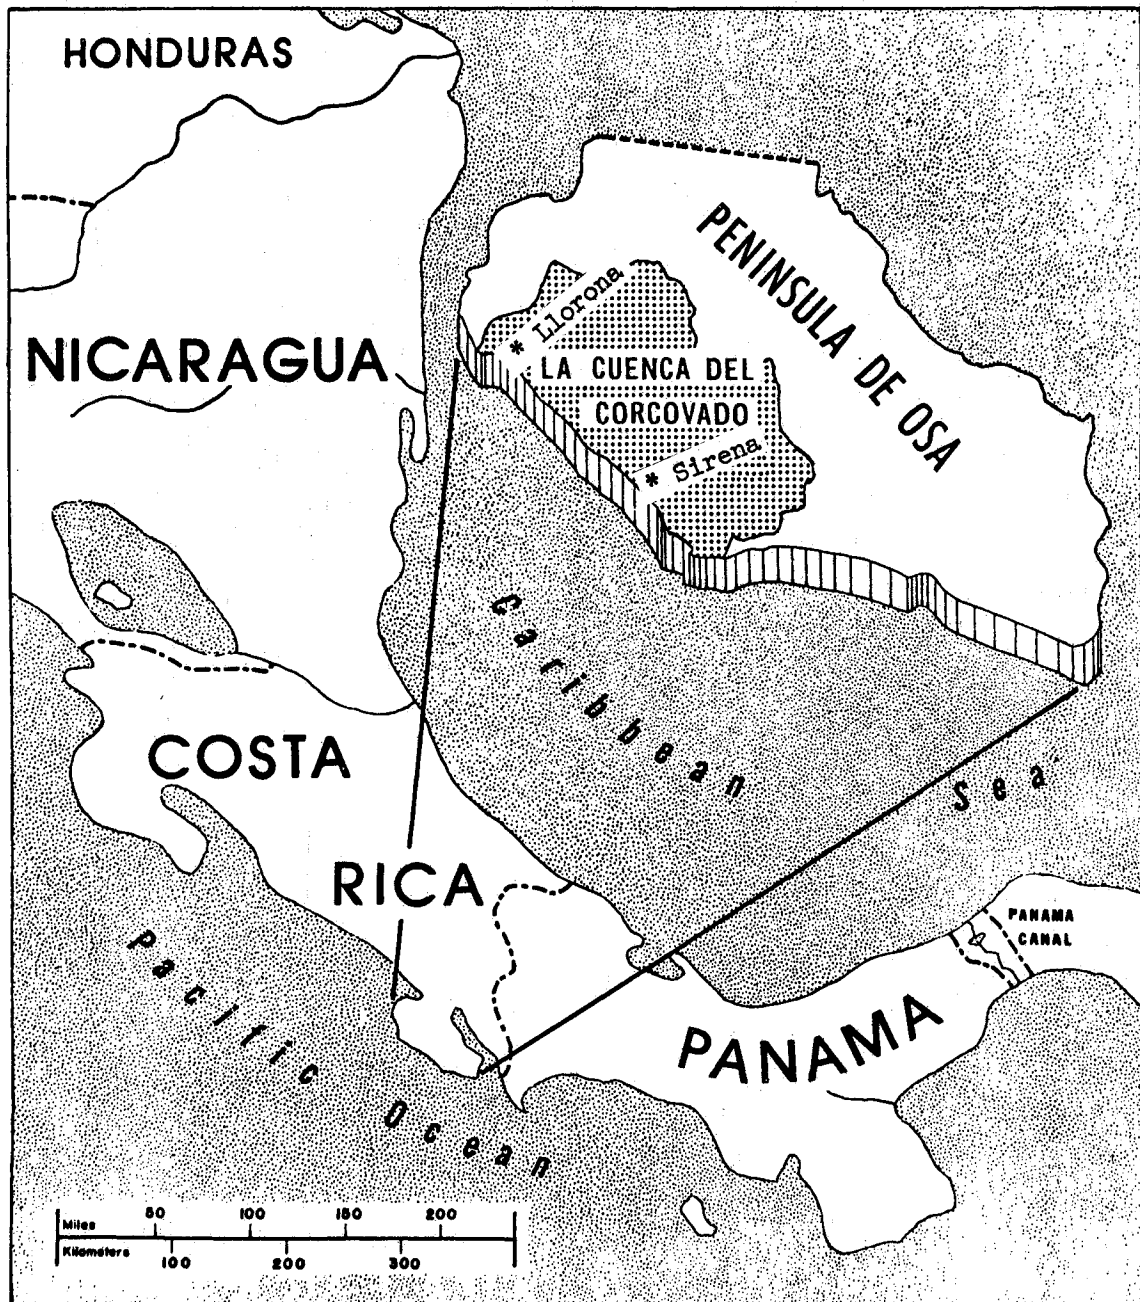 HONDURAS
PENINSULA DE OSA
* Llorona
NICARAGUA
LA CUENCA DEL
CORCOVADO
* Sirena
Caribbean Sea
COSTA
RICA
PANAMA
CANAL
Pacific Ocean
PANAMA
Miles 50 100 150 200
Kilometers 100 200 300